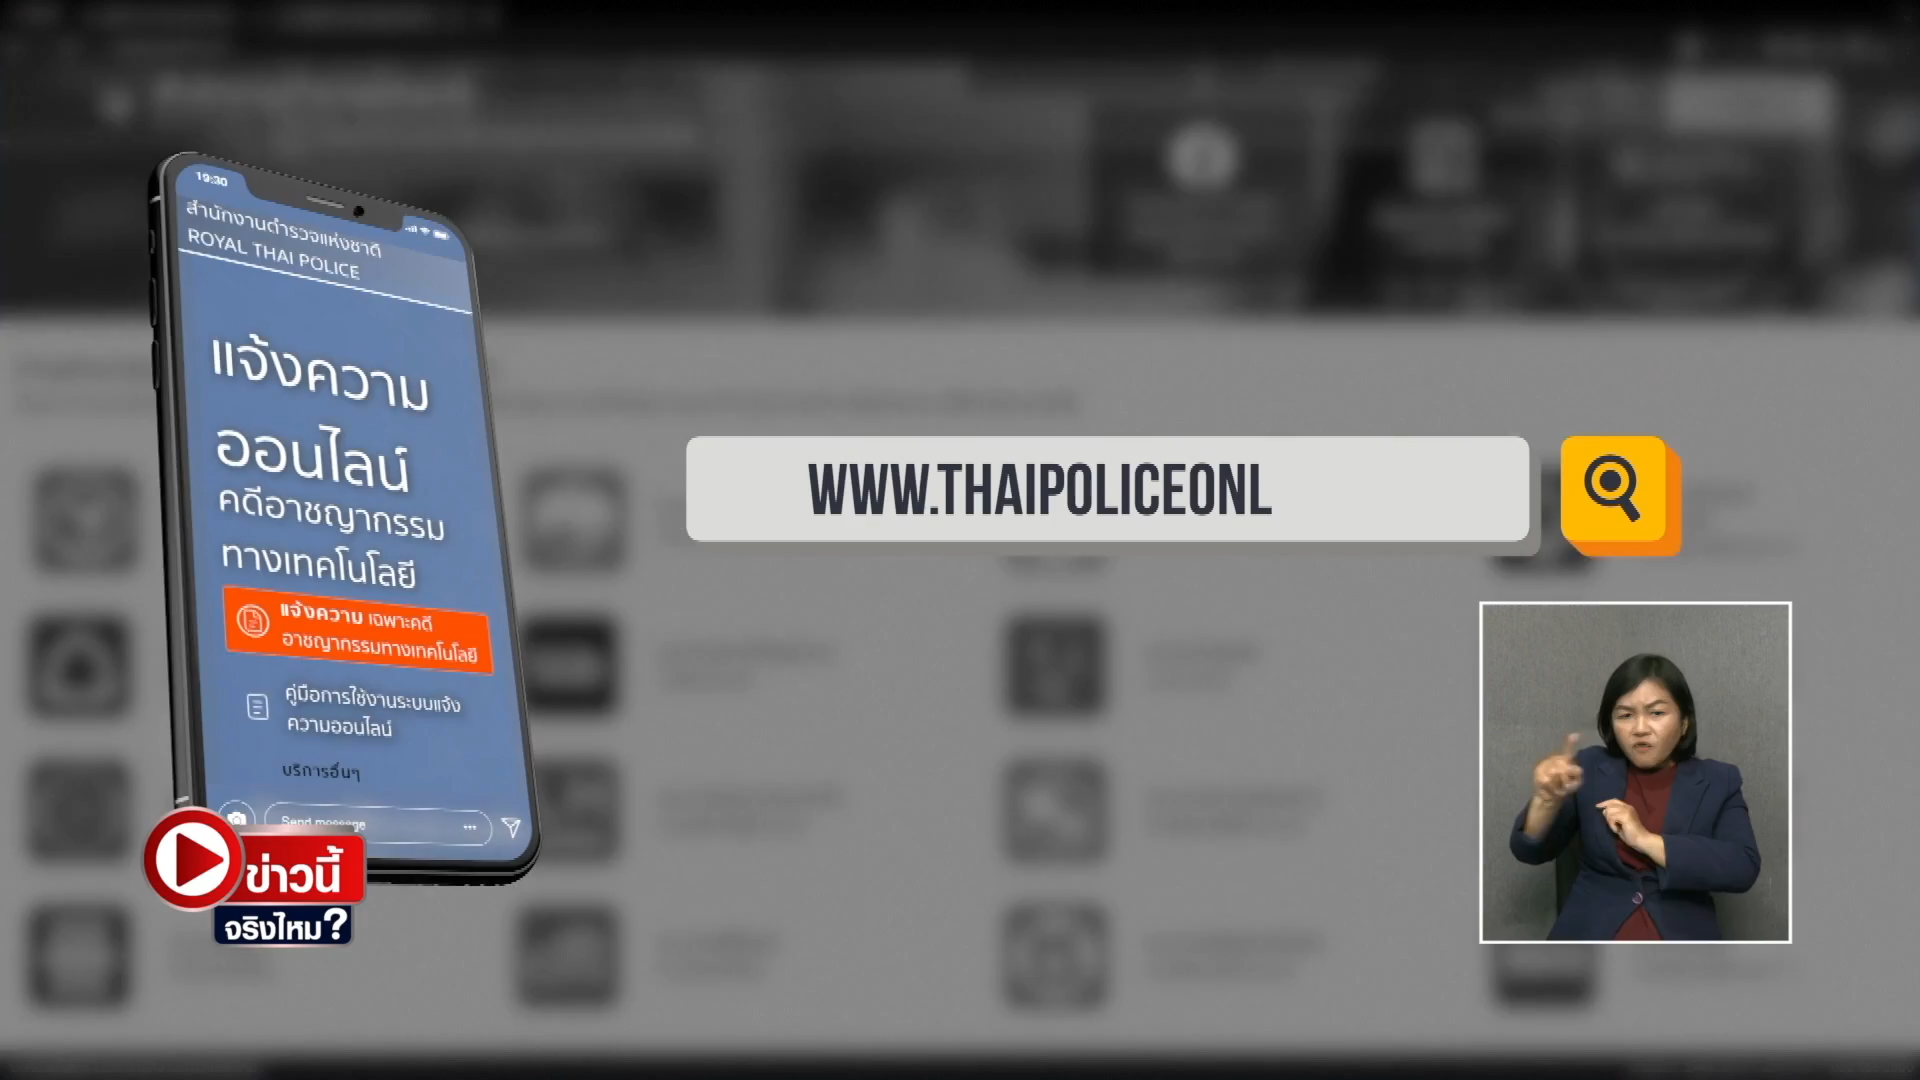 19:30
สำนักงานตำรวจแห่งชาติ
ROYAL THAI POLICE
แจ้งความ
ออนไลน์
คดีอาชญากรรม
ทางเทคโนโลยี
แจ้งความ เฉพาะคดี
อาชญากรรมทางเทคโนโลยี
คู่มือการใช้งานระบบแจ้ง
ความออนไลน์
บริการอื่นๆ
Send message
WWW.THAIPOLICEONL
ข่าวนี้
จริงไหม?